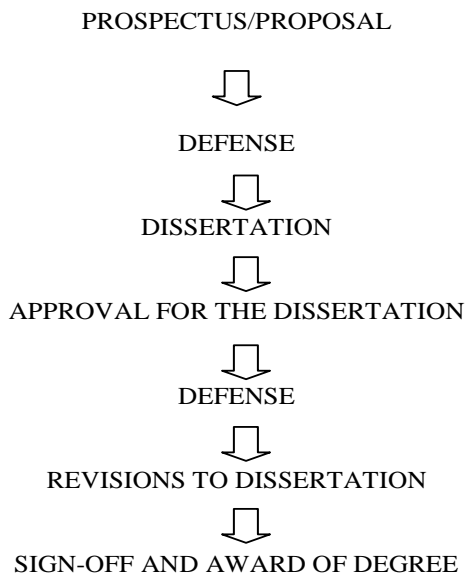 PROSPECTUS/PROPOSAL
DEFENSE
DISSERTATION
APPROVAL FOR THE DISSERTATION
DEFENSE
REVISIONS TO DISSERTATION
SIGN-OFF AND AWARD OF DEGREE